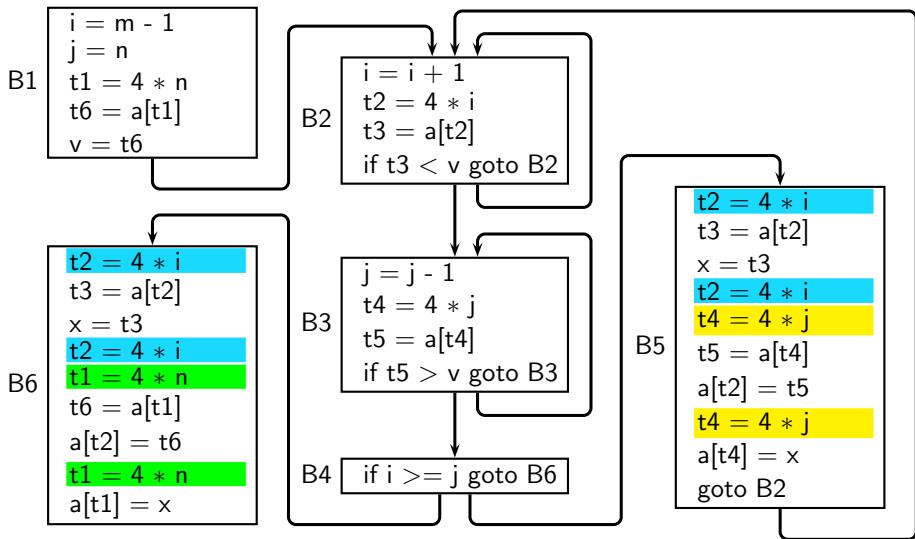 B1
i = m - 1
j = n
t1 = 4 * n
t6 = a[t1]
v = t6
B2
i = i + 1
t2 = 4 * i
t3 = a[t2]
if t3 < v goto B2
B3
j = j - 1
t4 = 4 * j
t5 = a[t4]
if t5 > v goto B3
B4
if i >= j goto B6
B5
t2 = 4 * i
t3 = a[t2]
x = t3
t2 = 4 * i
t4 = 4 * j
t5 = a[t4]
a[t2] = t5
t4 = 4 * j
a[t4] = x
goto B2
B6
t2 = 4 * i
t3 = a[t2]
x = t3
t2 = 4 * i
t1 = 4 * n
t6 = a[t1]
a[t2] = t6
t1 = 4 * n
a[t1] = x